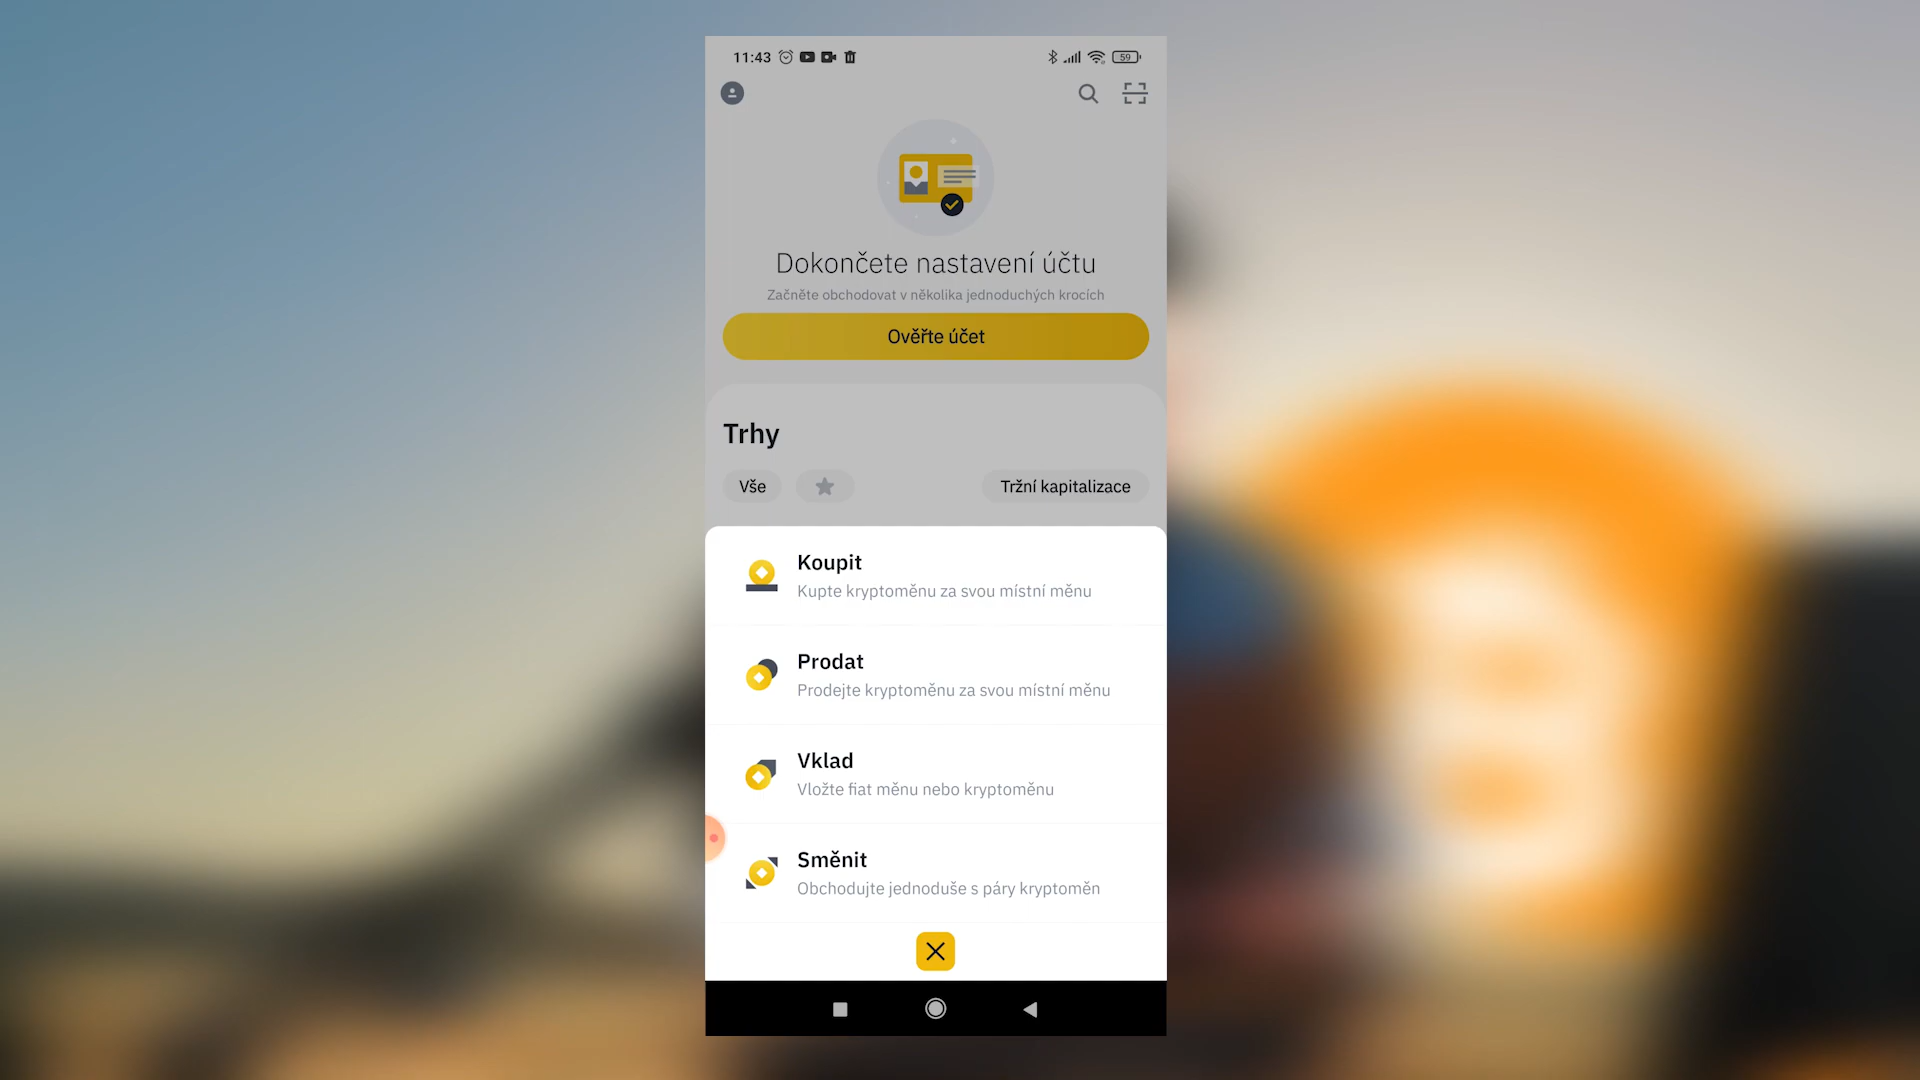 11:43
59
Dokončete nastavení účtu
Začněte obchodovat v několika jednoduchých krocích
Ověřte účet
Trhy
Vše
Tržní kapitalizace
Koupit
Kupte kryptoměnu za svou místní měnu
Prodat
Prodejte kryptoměnu za svou místní měnu
Vklad
Vložte fiat měnu nebo kryptoměnu
Směnit
Obchodujte jednoduše s páry kryptoměn